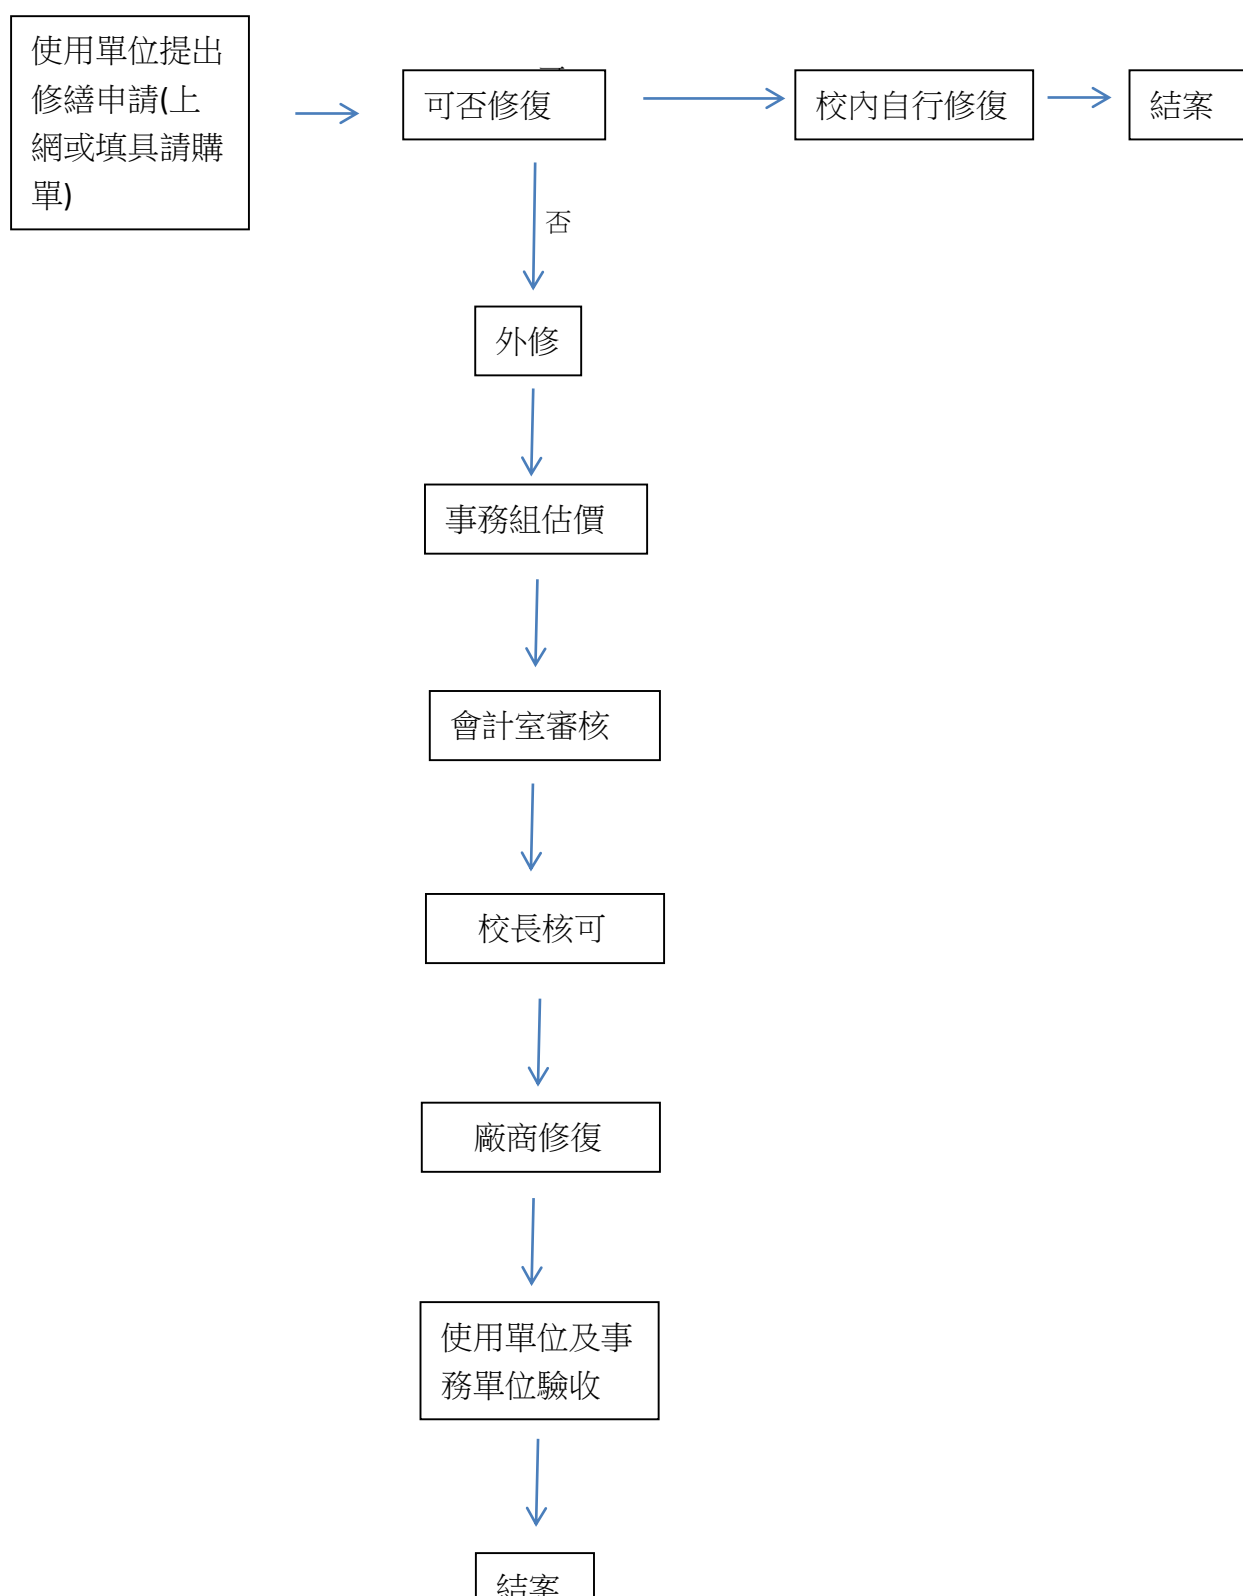 使用單位提出
修繕申請(上
網或填具請購
單)
可否修復
校內自行修復
結案
否
外修
事務組估價
會計室審核
校長核可
廠商修復
使用單位及事
務單位驗收
結案